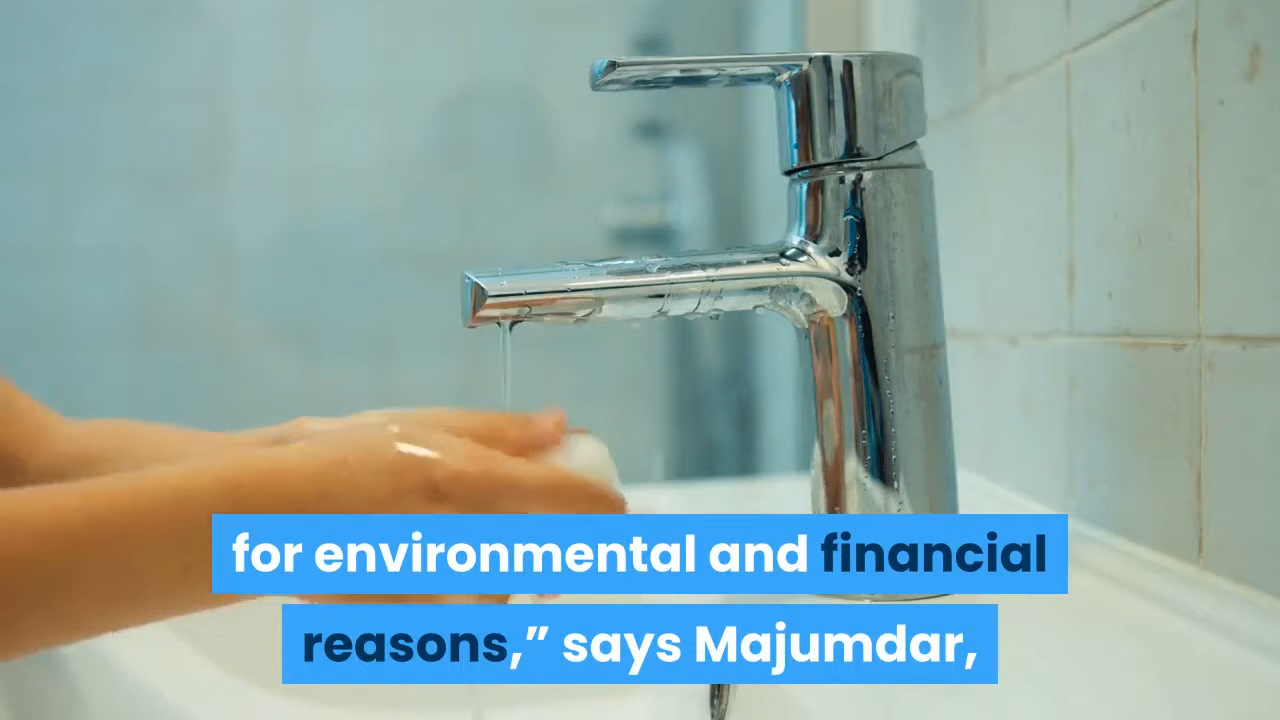 for environmental and financial
reasons,” says Majumdar,